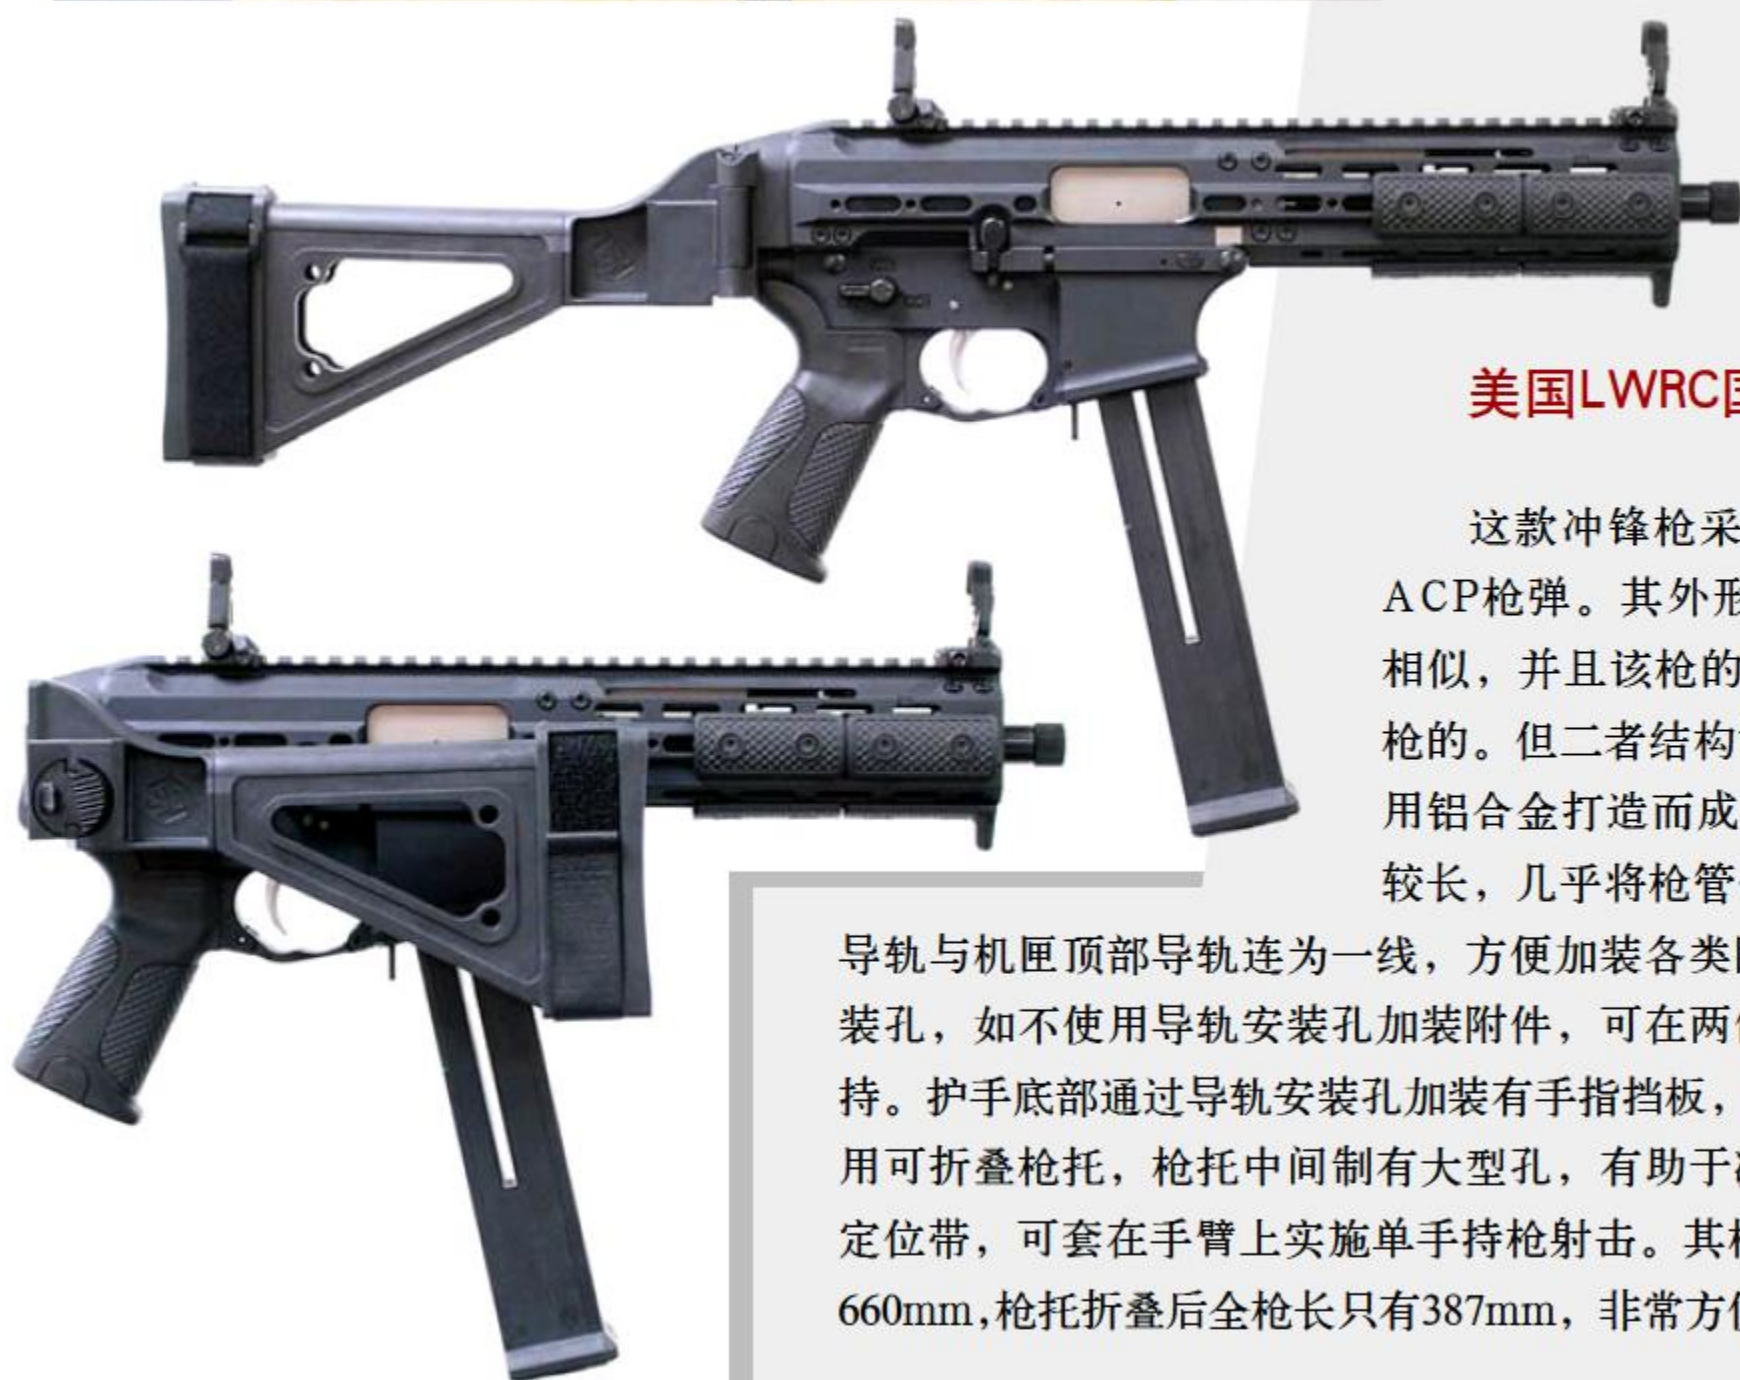 美国LWRC
这款冲锋枪采
ACP枪弹。其外形
相似，并且该枪的
枪的。但二者结构
用铝合金打造而成
较长，几乎将枪管
导轨与机匣顶部导轨连为一线，方便加装各类
装孔，如不使用导轨安装孔加装附件，可在两
持。护手底部通过导轨安装孔加装有手指挡板，
用可折叠枪托，枪托中间制有大型孔，有助于
定位带，可套在手臂上实施单手持枪射击。其
660mm,枪托折叠后全枪长只有387mm，非常方